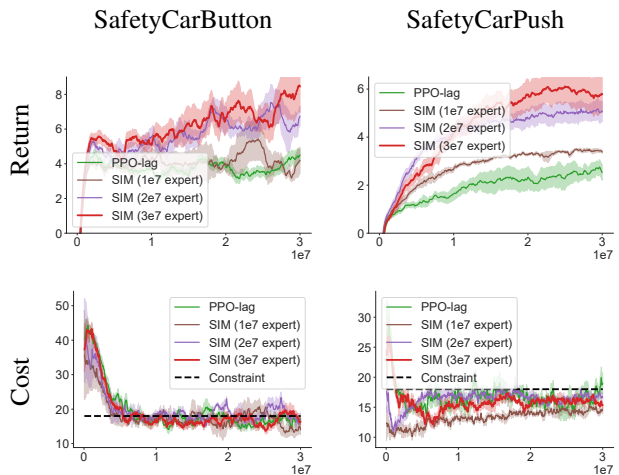 SafetyCarButton
SafetyCarPush
Return
8
6
4
2
0
PPO-lag
SIM (1e7 expert)
SIM (2e7 expert)
SIM (3e7 expert)
0
1
2
3
1e7
6
4
2
0
PPO-lag
SIM (1e7 expert)
SIM (2e7 expert)
SIM (3e7 expert)
0
1
2
3
1e7
Cost
50
40
30
20
10
PPO-lag
SIM (1e7 expert)
SIM (2e7 expert)
SIM (3e7 expert)
Constraint
0
1
2
3
1e7
30
25
20
15
10
PPO-lag
SIM (1e7 expert)
SIM (2e7 expert)
SIM (3e7 expert)
Constraint
0
1
2
3
1e7